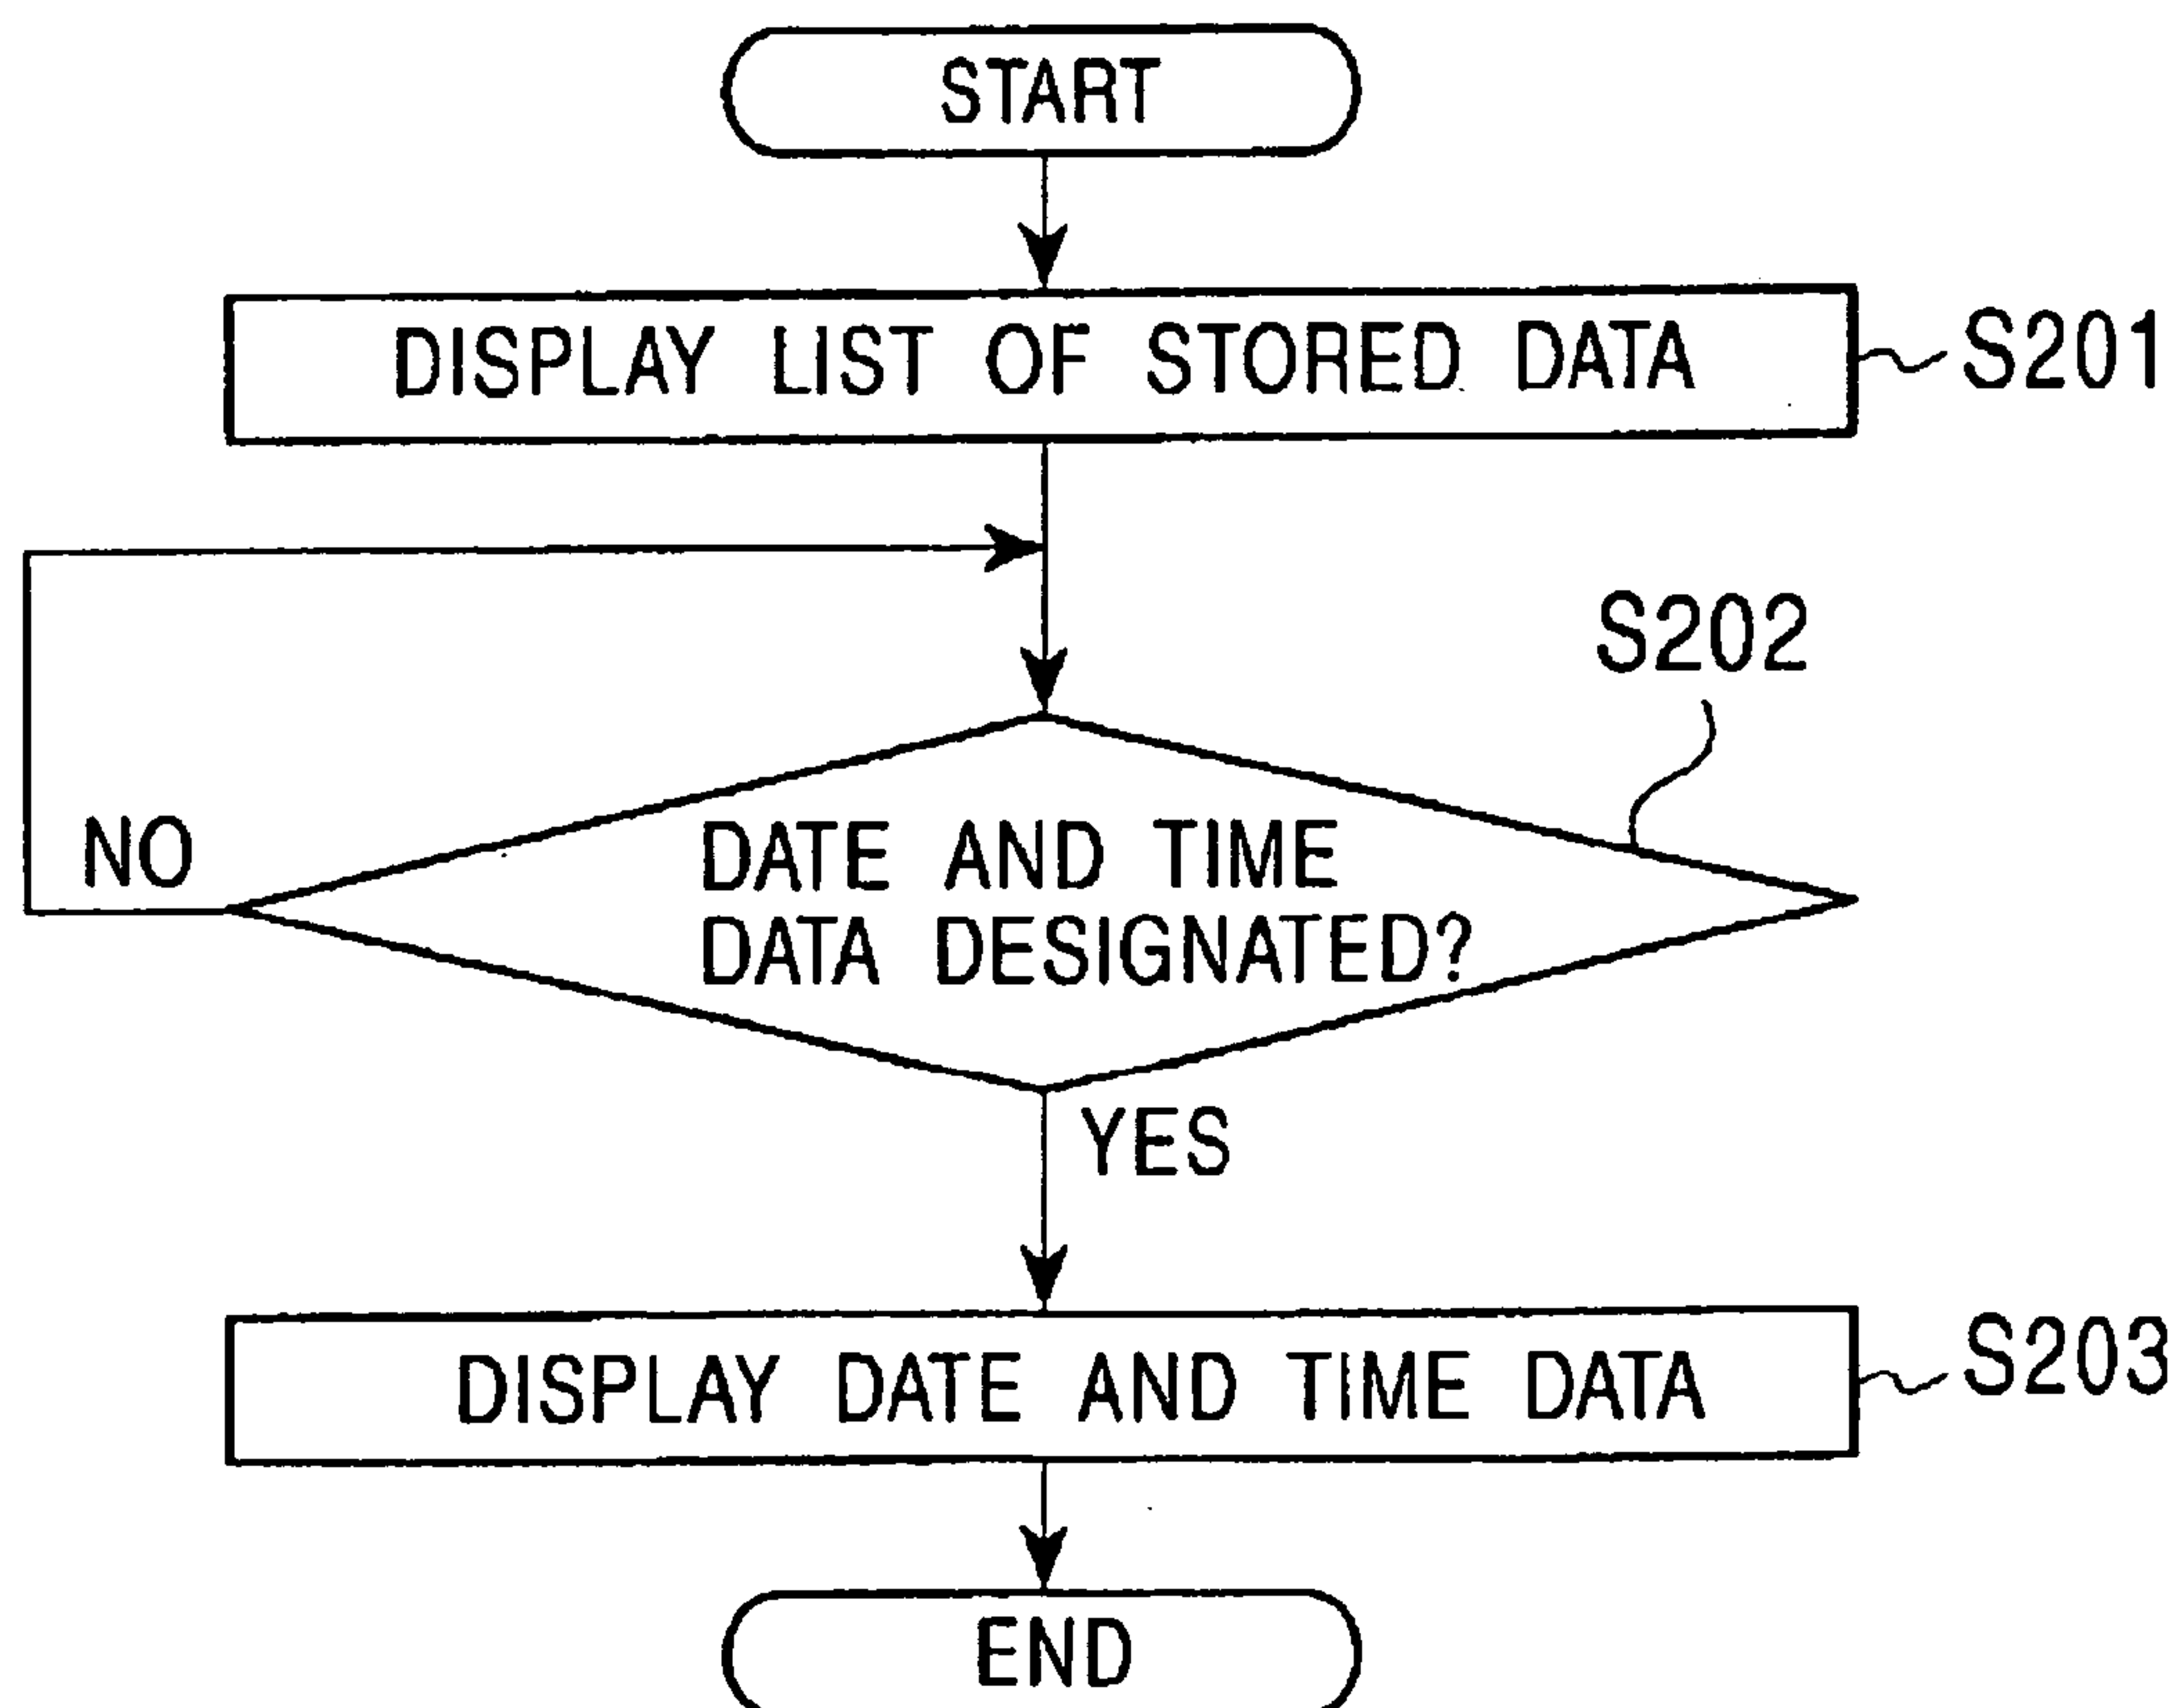 START
DISPLAY LIST OF STORED DATA
S201
S202
NO
DATE AND TIME
DATA DESIGNATED?
YES
DISPLAY DATE AND TIME DATA
S203
END